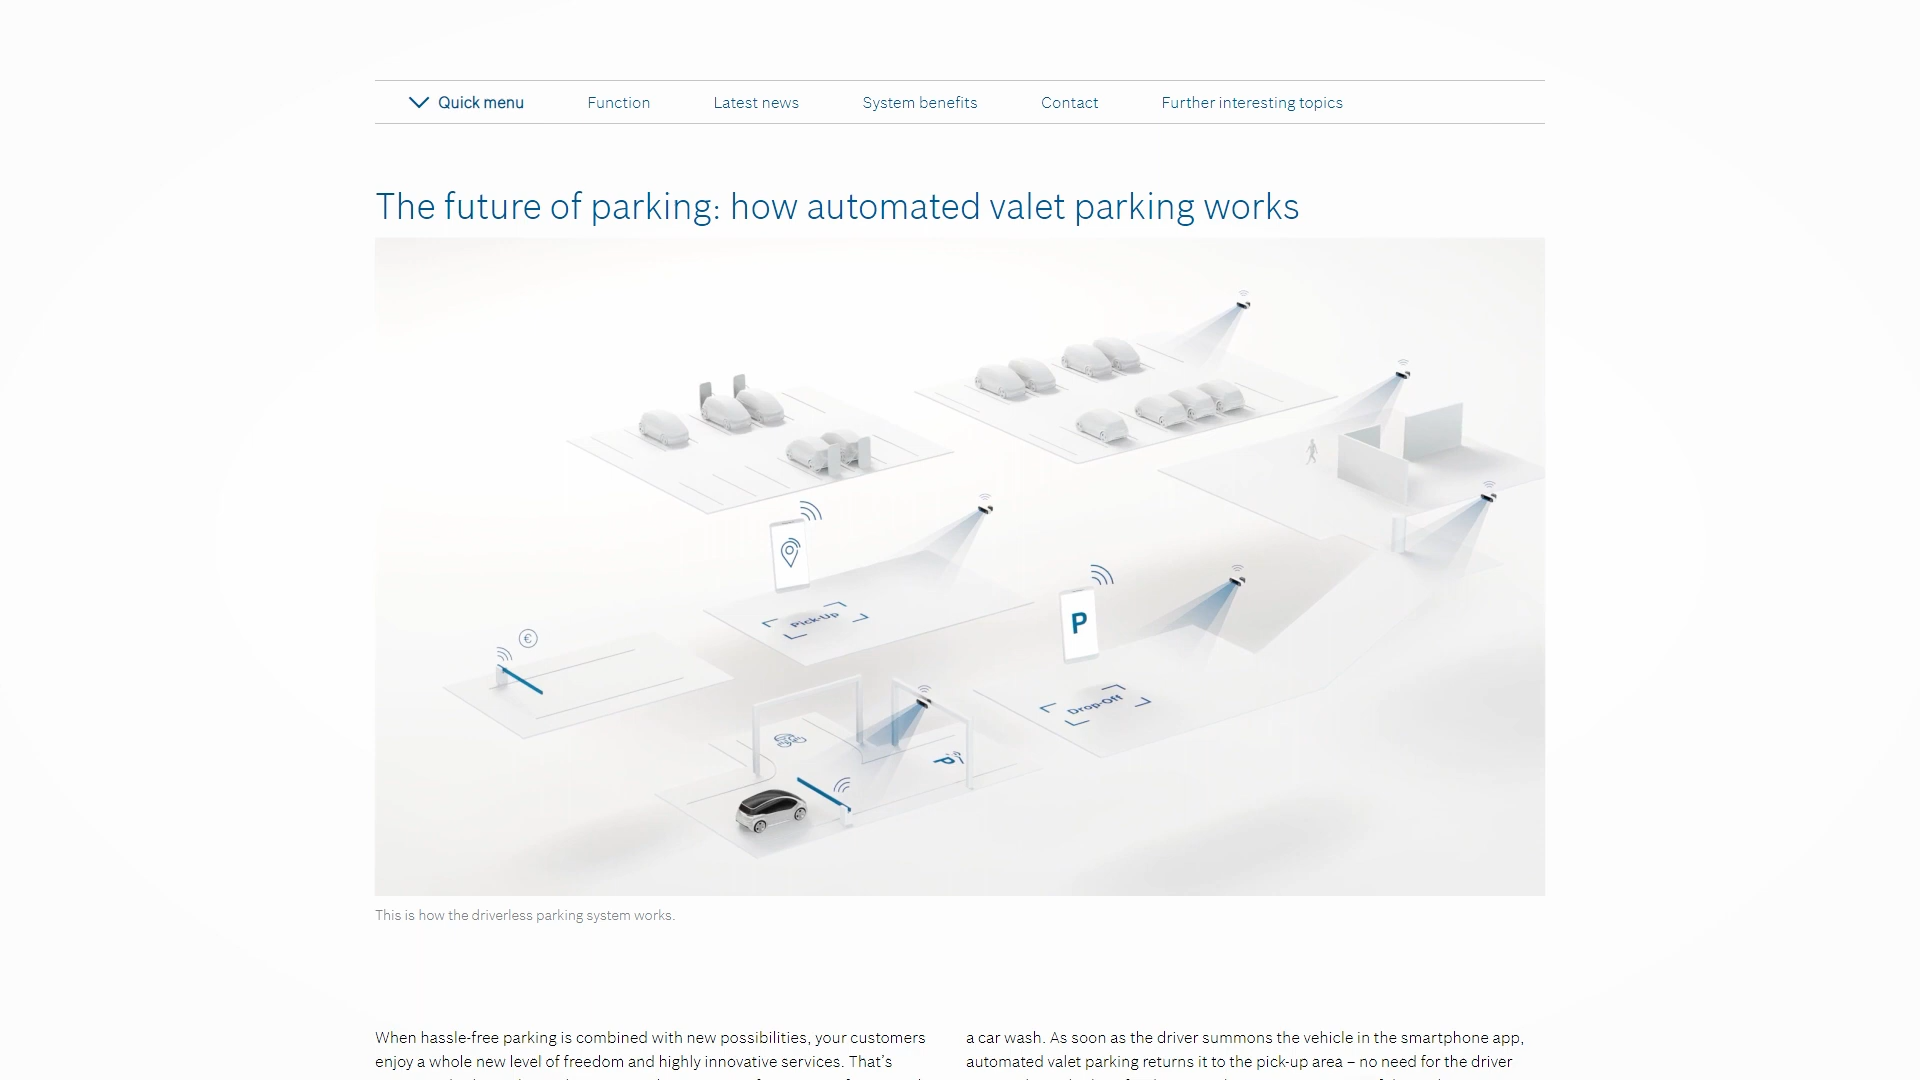 Quick menu
Function
Latest news
System benefits
Contact
Further interesting topics
The future of parking: how automated valet parking works
P
Pick-Up
€
P
Drop-Off
P
This is how the driverless parking system works.
When hassle-free parking is combined with new possibilities, your customers
enjoy a whole new level of freedom and highly innovative services. That's
a car wash. As soon as the driver summons the vehicle in the smartphone app,
automated valet parking returns it to the pick-up area – no need for the driver